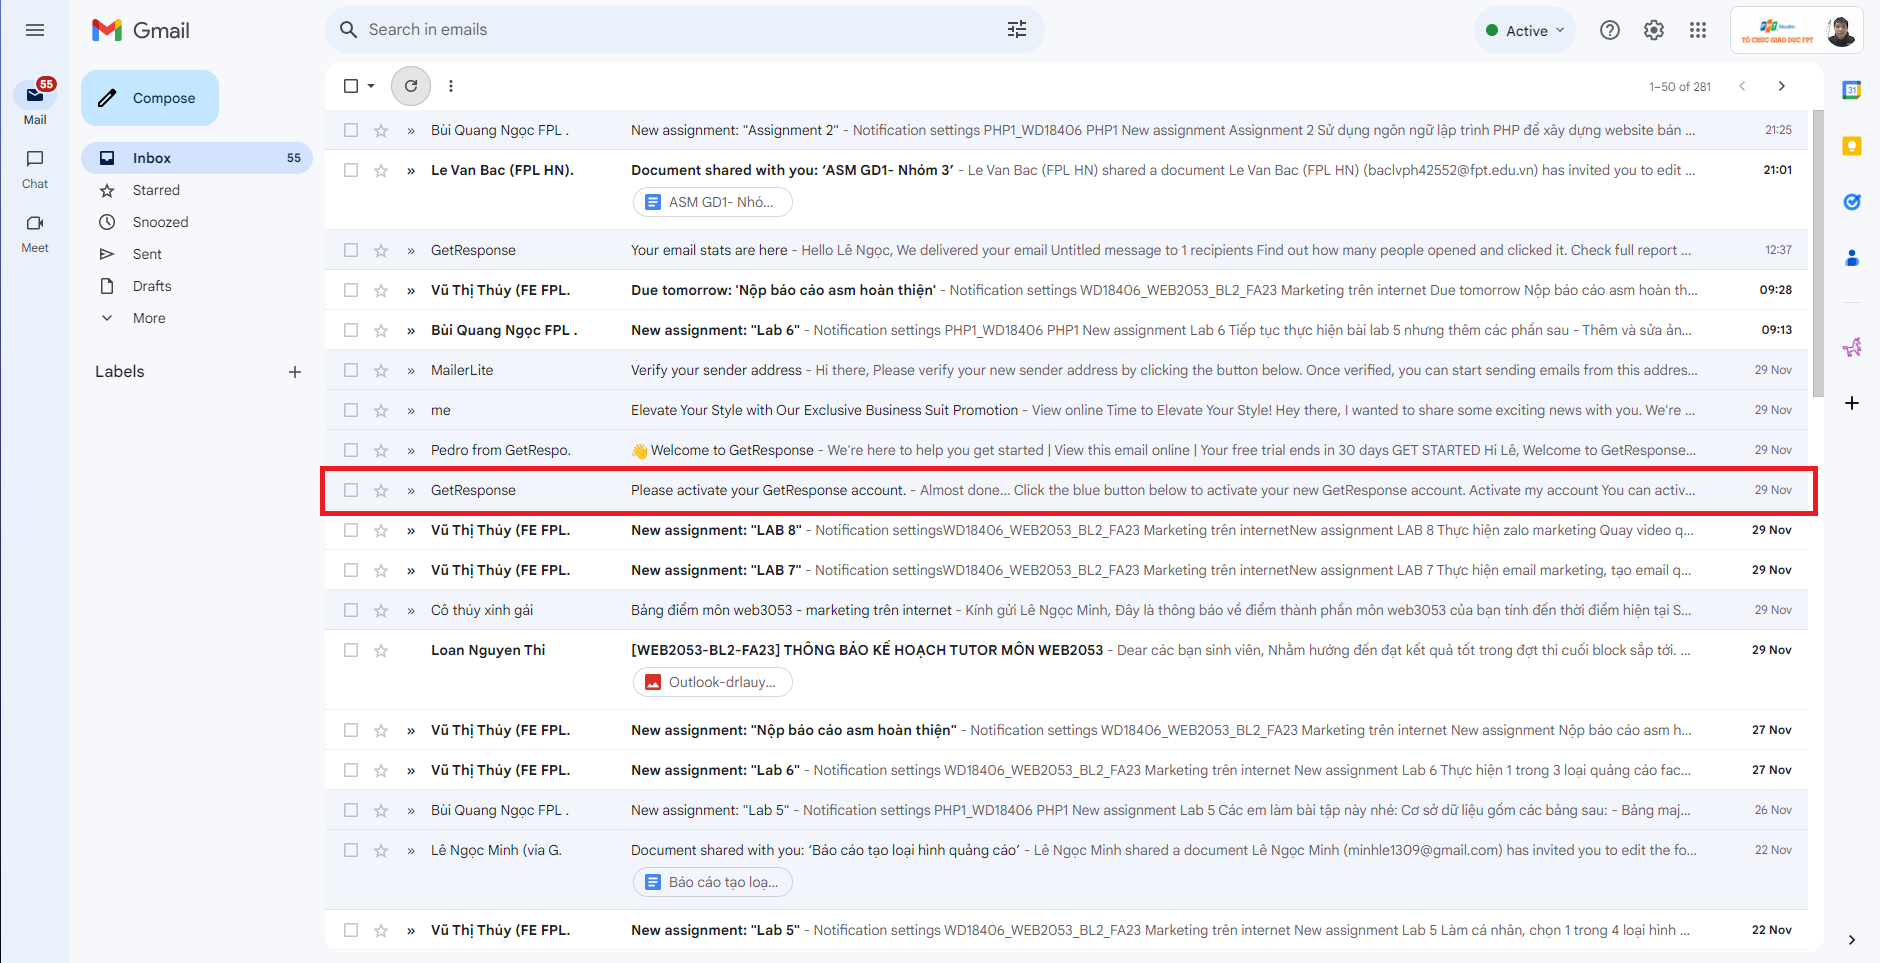 Gmail
Search in emails
Active
FPT Education
TỔ CHỨC GIÁO DỤC FPT
55
Mail
Chat
Meet
Compose
Inbox 55
Starred
Snoozed
Sent
Drafts
More
Labels
1–50 of 281
31
Bùi Quang Ngọc FPL . New assignment: "Assignment 2" - Notification settings PHP1_WD18406 PHP1 New assignment Assignment 2 Sử dụng ngôn ngữ lập trình PHP để xây dựng website bán ... 21:25
Le Van Bac (FPL HN). Document shared with you: ‘ASM GD1- Nhóm 3’ - Le Van Bac (FPL HN) shared a document Le Van Bac (FPL HN) (baclvph42552@fpt.edu.vn) has invited you to edit ... 21:01
ASM GD1- Nhó...
GetResponse Your email stats are here - Hello Lê Ngọc, We delivered your email Untitled message to 1 recipients Find out how many people opened and clicked it. Check full report ... 12:37
Vũ Thị Thúy (FE FPL. Due tomorrow: 'Nộp báo cáo asm hoàn thiện' - Notification settings WD18406_WEB2053_BL2_FA23 Marketing trên internet Due tomorrow Nộp báo cáo asm hoàn th... 09:28
Bùi Quang Ngọc FPL . New assignment: "Lab 6" - Notification settings PHP1_WD18406 PHP1 New assignment Lab 6 Tiếp tục thực hiện bài lab 5 nhưng thêm các phần sau - Thêm và sửa ản... 09:13
MailerLite Verify your sender address - Hi there, Please verify your new sender address by clicking the button below. Once verified, you can start sending emails from this addres... 29 Nov
me Elevate Your Style with Our Exclusive Business Suit Promotion - View online Time to Elevate Your Style! Hey there, I wanted to share some exciting news with you. We're ... 29 Nov
Pedro from GetRespo. 👋 Welcome to GetResponse - We're here to help you get started | View this email online | Your free trial ends in 30 days GET STARTED Hi Lê, Welcome to GetResponse... 29 Nov
GetResponse Please activate your GetResponse account. - Almost done... Click the blue button below to activate your new GetResponse account. Activate my account You can activ... 29 Nov
Vũ Thị Thúy (FE FPL. New assignment: "LAB 8" - Notification settingsWD18406_WEB2053_BL2_FA23 Marketing trên internetNew assignment LAB 8 Thực hiện zalo marketing Quay video q... 29 Nov
Vũ Thị Thúy (FE FPL. New assignment: "LAB 7" - Notification settingsWD18406_WEB2053_BL2_FA23 Marketing trên internetNew assignment LAB 7 Thực hiện email marketing, tạo email q... 29 Nov
Cô thúy xinh gái Bảng điểm môn web3053 - marketing trên internet - Kính gửi Lê Ngọc Minh, Đây là thông báo về điểm thành phần môn web3053 của bạn tính đến thời điểm hiện tại S... 29 Nov
Loan Nguyen Thi [WEB2053-BL2-FA23] THÔNG BÁO KẾ HOẠCH TUTOR MÔN WEB2053 - Dear các bạn sinh viên, Nhằm hướng đến đạt kết quả tốt trong đợt thi cuối block sắp tới. ... 29 Nov
Outlook-drlauy...
Vũ Thị Thúy (FE FPL. New assignment: "Nộp báo cáo asm hoàn thiện" - Notification settings WD18406_WEB2053_BL2_FA23 Marketing trên internet New assignment Nộp báo cáo asm h... 27 Nov
Vũ Thị Thúy (FE FPL. New assignment: "Lab 6" - Notification settings WD18406_WEB2053_BL2_FA23 Marketing trên internet New assignment Lab 6 Thực hiện 1 trong 3 loại quảng cáo fac... 27 Nov
Bùi Quang Ngọc FPL . New assignment: "Lab 5" - Notification settings PHP1_WD18406 PHP1 New assignment Lab 5 Các em làm bài tập này nhé: Cơ sở dữ liệu gồm các bảng sau: - Bảng maj... 26 Nov
Lê Ngọc Minh (via G. Document shared with you: ‘Báo cáo tạo loại hình quảng cáo’ - Lê Ngọc Minh shared a document Lê Ngọc Minh (minhle1309@gmail.com) has invited you to edit the fo... 22 Nov
Báo cáo tạo loạ...
Vũ Thị Thúy (FE FPL. New assignment: "Lab 5" - Notification settings WD18406_WEB2053_BL2_FA23 Marketing trên internet New assignment Lab 5 Làm cá nhân, chọn 1 trong 4 loại hình ... 22 Nov